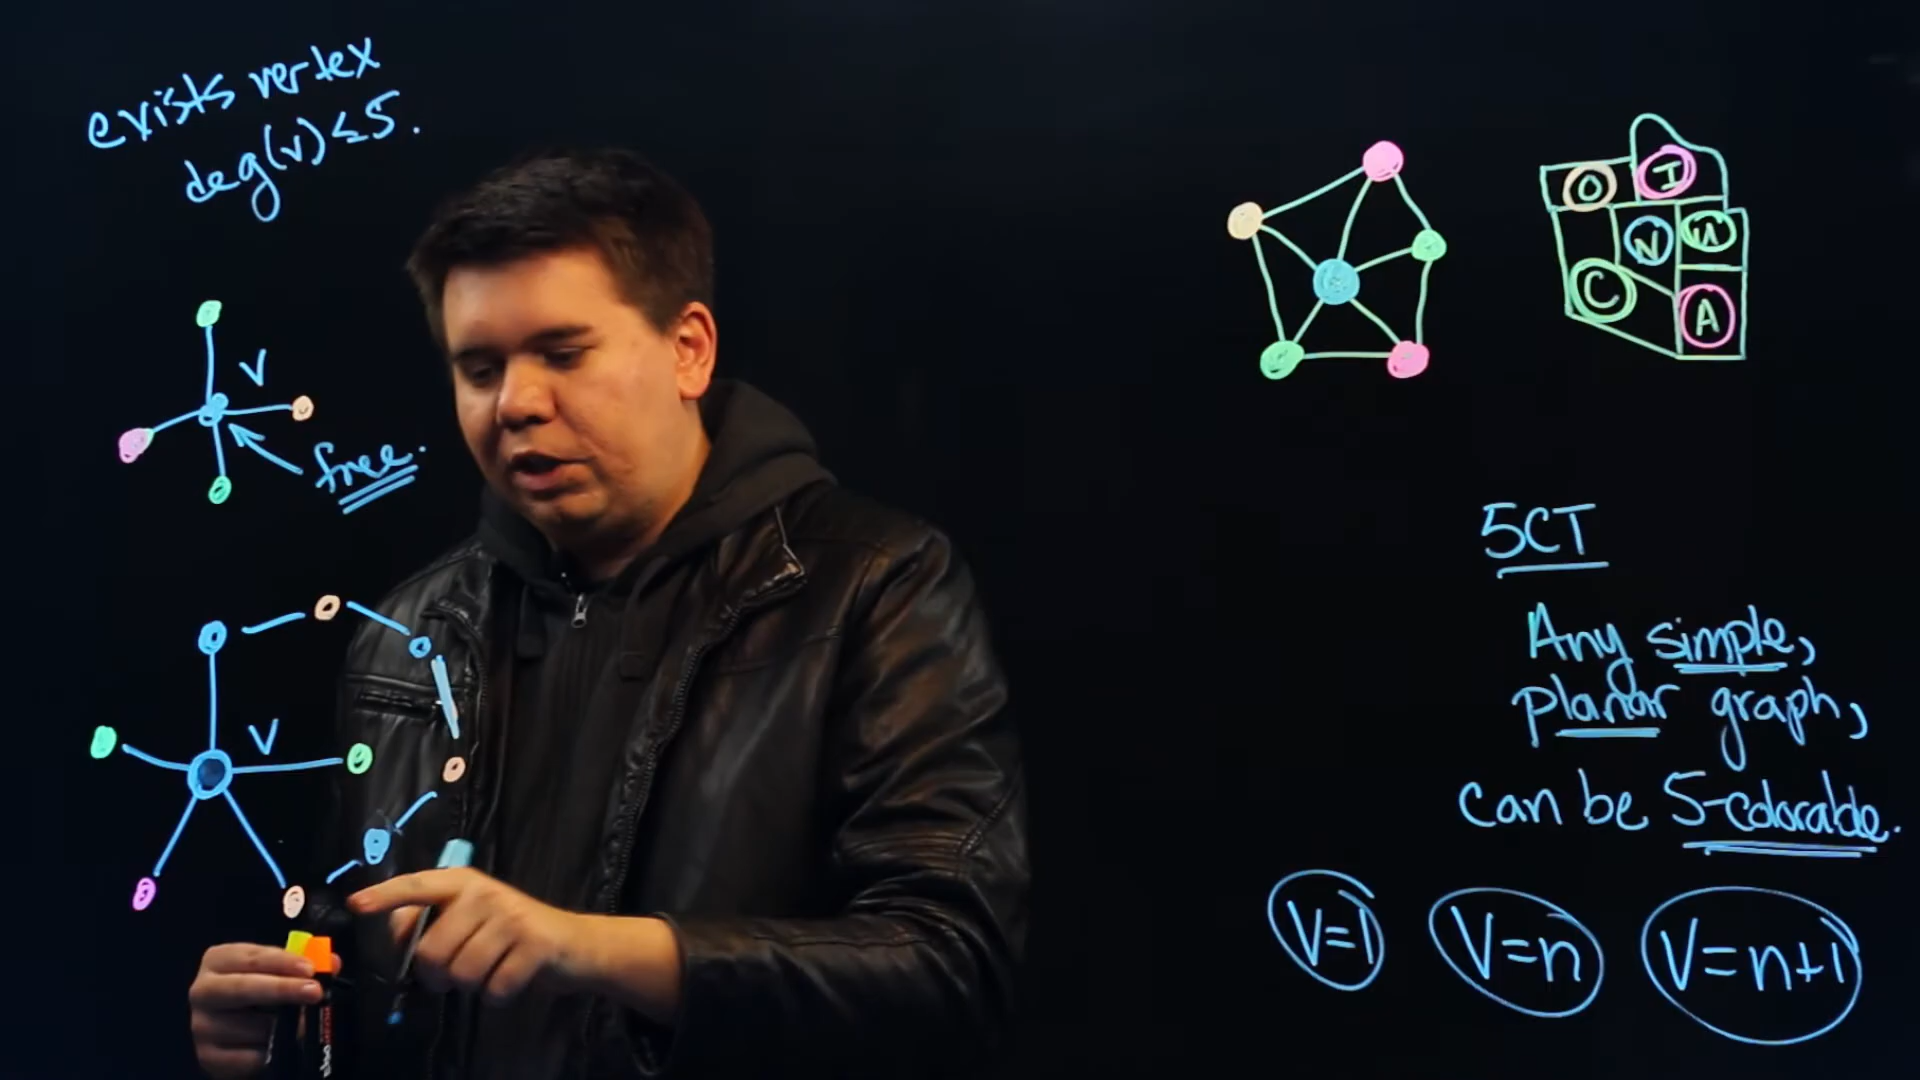 exists vertex
deg(v) ≤ 5.
V
free.
V
O
I
N
U
C
A
5CT
Any simple,
planar graph,
can be 5-colorable.
V=1
V=n
V=n+1